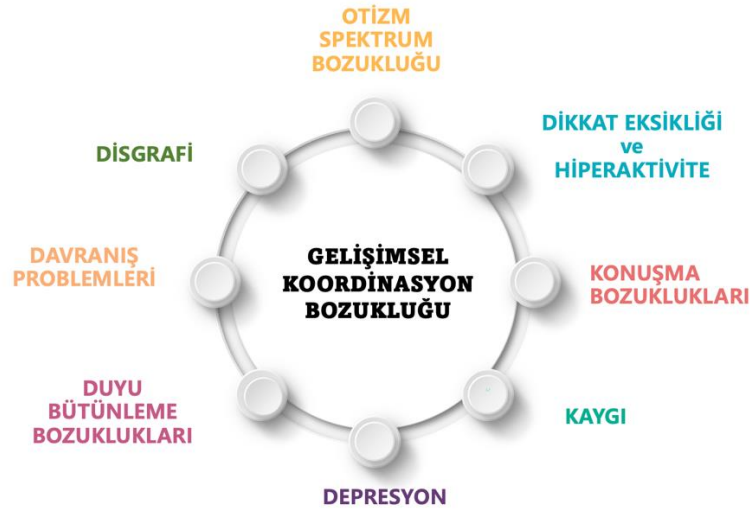 OTİZM
SPEKTRUM
BOZUKLUĞU
DİKKAT EKSİKLİĞİ
ve
HİPERAKTİVİTE
KONUŞMA
BOZUKLUKLARI
KAYGI
DEPRESYON
DUYU
BÜTÜNLEME
BOZUKLUKLARI
DAVRANIŞ
PROBLEMLERİ
DİSGRAFİ
GELİŞİMSEL
KOORDİNASYON
BOZUKLUĞU